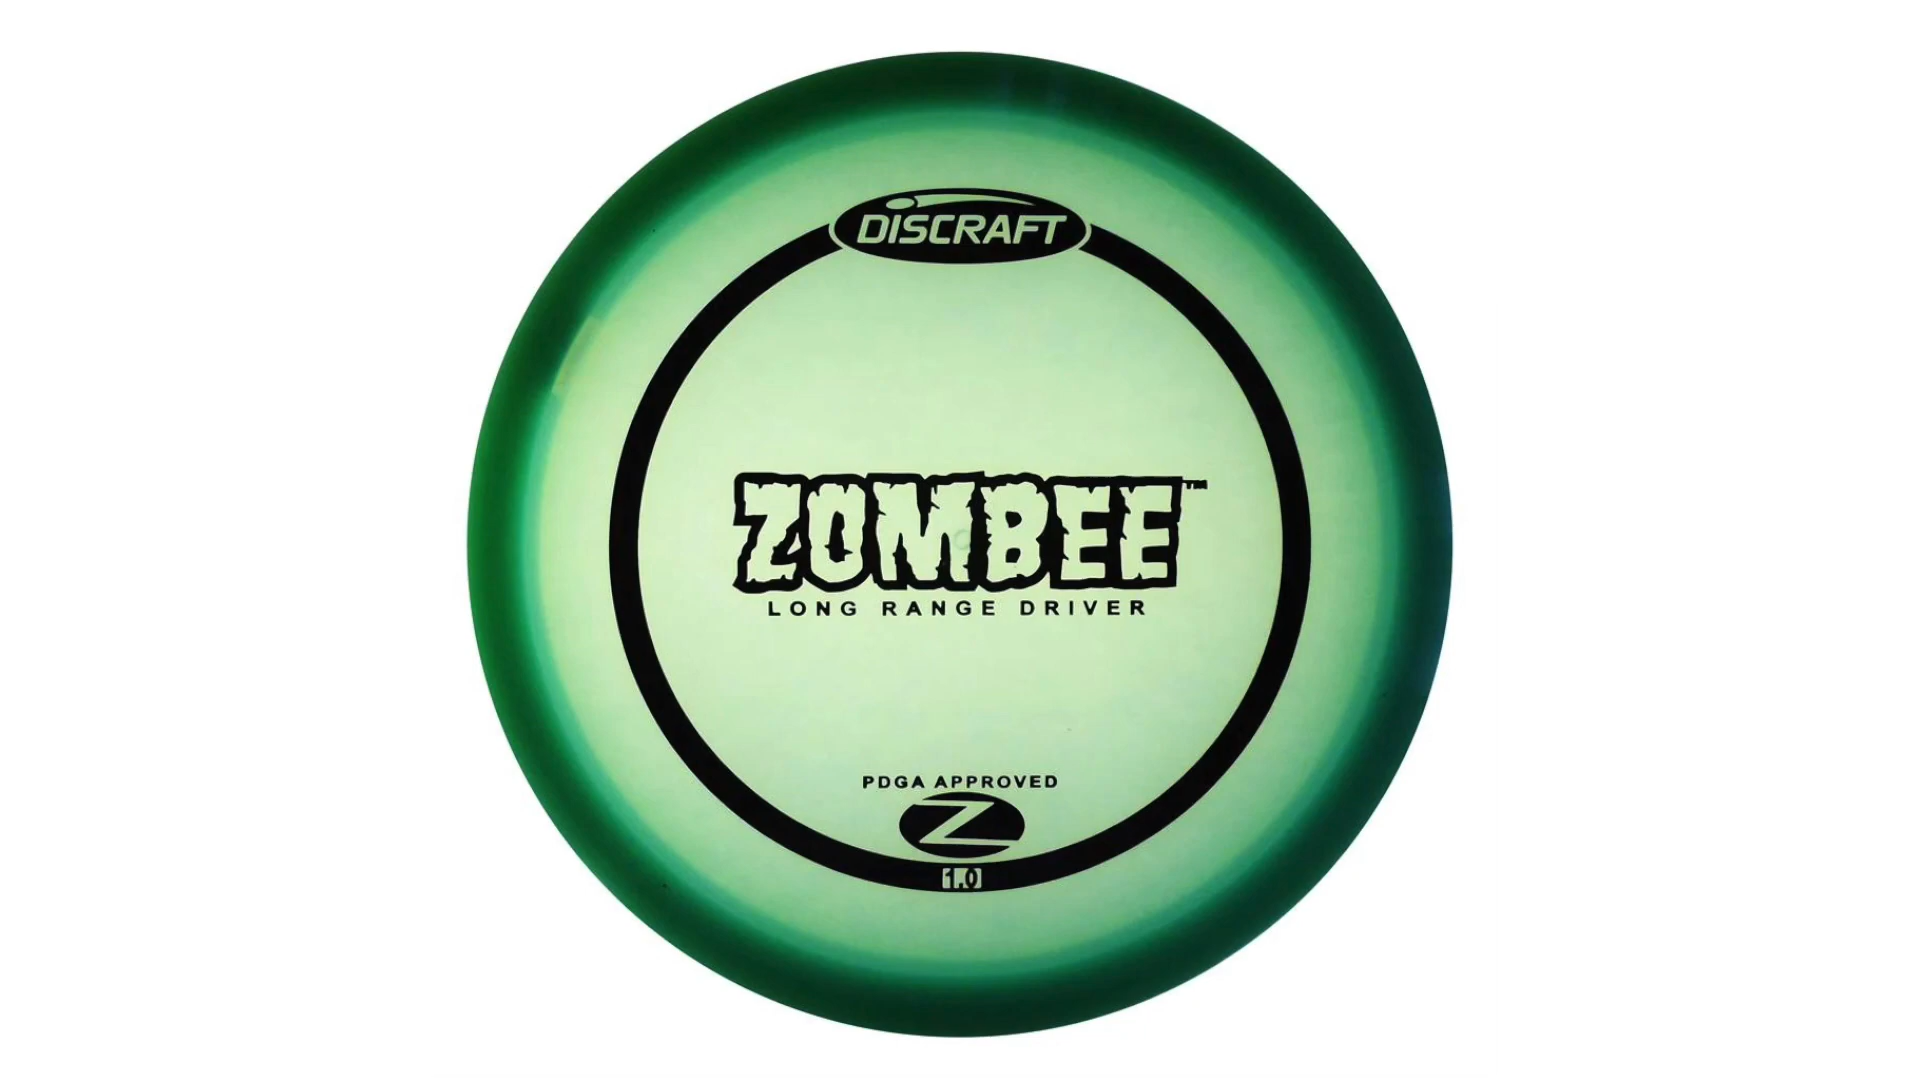 DISCRAFT
ZOMBEE™
LONG RANGE DRIVER
PDGA APPROVED
Z
1.0